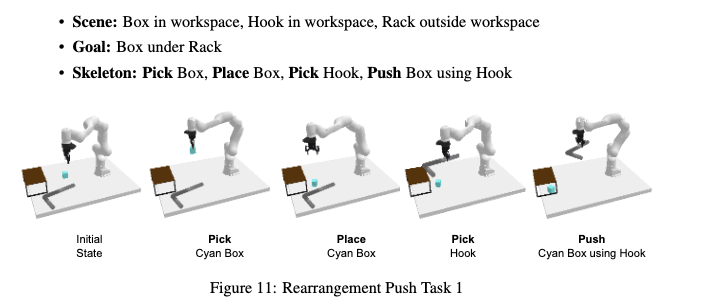 • Scene: Box in workspace, Hook in workspace, Rack outside workspace
• Goal: Box under Rack
• Skeleton: Pick Box, Place Box, Pick Hook, Push Box using Hook
Initial State
Pick Cyan Box
Place Cyan Box
Pick Hook
Push Cyan Box using Hook
Figure 11: Rearrangement Push Task 1